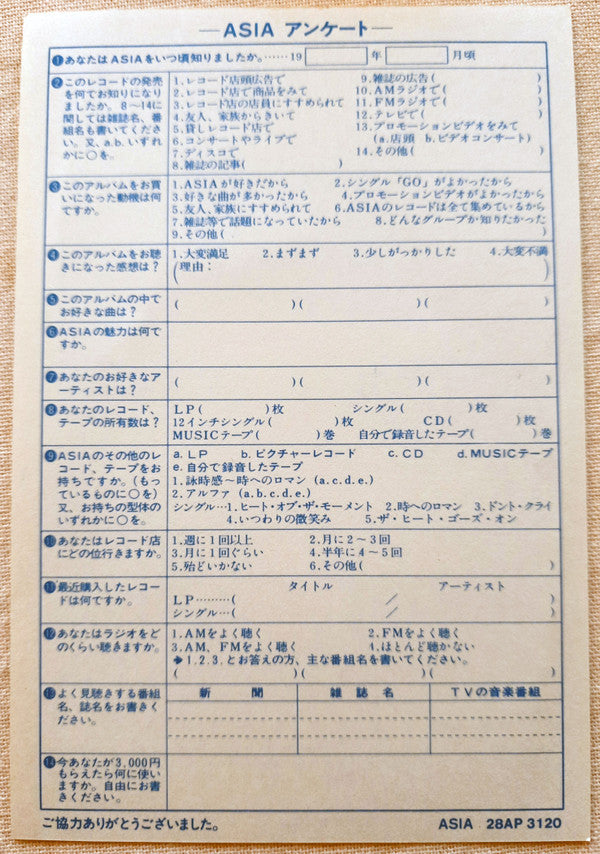 ASIA アンケート
❶あなたはASIAをいつ頃知りましたか。……19 年 月頃
❷このレコードの発売を何でお知りになりましたか。8〜14に関しては雑誌名、番組名も書いてください。又、a.b.いずれかに○を。
1.レコード店頭広告で
2.レコード店で商品をみて
3.レコード店の店員にすすめられて
4.友人、家族からきいて
5.貸しレコード店で
6.コンサートやライブで
7.ディスコで
8.雑誌の記事( )
9.雑誌の広告( )
10.AMラジオで( )
11.FMラジオで( )
12.テレビで( )
13.プロモーションビデオをみて
(a.店頭 b.ビデオコンサート)
14.その他( )
❸このアルバムをお買いになった動機は何ですか。
1.ASIAが好きだから 2.シングル「GO」がよかったから
3.好きな曲が多かったから 4.プロモーションビデオがよかったから
5.友人、家族にすすめられて 6.ASIAのレコードは全て集めているから
7.雑誌等で話題になっていたから 8.どんなグループか知りたかった
9.その他( )
❹このアルバムをお聴きになった感想は?
1.大変満足 2.まずまず 3.少しがっかりした 4.大変不満
(理由: )
❺このアルバムの中でお好きな曲は?
( )( )( )
❻ASIAの魅力は何ですか。
❼あなたのお好きなアーティストは?
( )( )( )
❽あなたのレコード、テープの所有数は?
LP( )枚 シングル( )枚
12インチシングル( )枚 CD( )枚
MUSICテープ( )巻 自分で録音したテープ( )巻
❾ASIAのその他のレコード、テープをお持ちですか。(もっているものに○を)又、お持ちの型体のいずれかに○を。
a.LP b.ピクチャーレコード c.CD d.MUSICテープ
e.自分で録音したテープ
1.詠時感〜時へのロマン(a.c.d.e.)
2.アルファ(a.b.c.d.e.)
シングル…1.ヒート・オブ・ザ・モーメント 2.時へのロマン 3.ドント・クライ
4.いつわりの微笑み 5.ザ・ヒート・ゴーズ・オン
❿あなたはレコード店にどの位行きますか。
1.週に1回以上 2.月に2〜3回
3.月に1回ぐらい 4.半年に4〜5回
5.殆どいかない 6.その他( )
⓫最近購入したレコードは何ですか。
タイトル アーティスト
LP………( / )
シングル…( / )
⓬あなたはラジオをどのくらい聴きますか。
1.AMをよく聴く 2.FMをよく聴く
3.AM、FMをよく聴く 4.ほとんど聴かない
➔1.2.3.とお答えの方、主な番組名を書いてください。
( )( )( )
⓭よく見聴きする番組名、誌名をお書きください。
新聞 雑誌名 TVの音楽番組
⓮今あなたが3,000円もらえたら何に使いますか。自由にお書きください。
ご協力ありがとうございました。 ASIA 28AP 3120